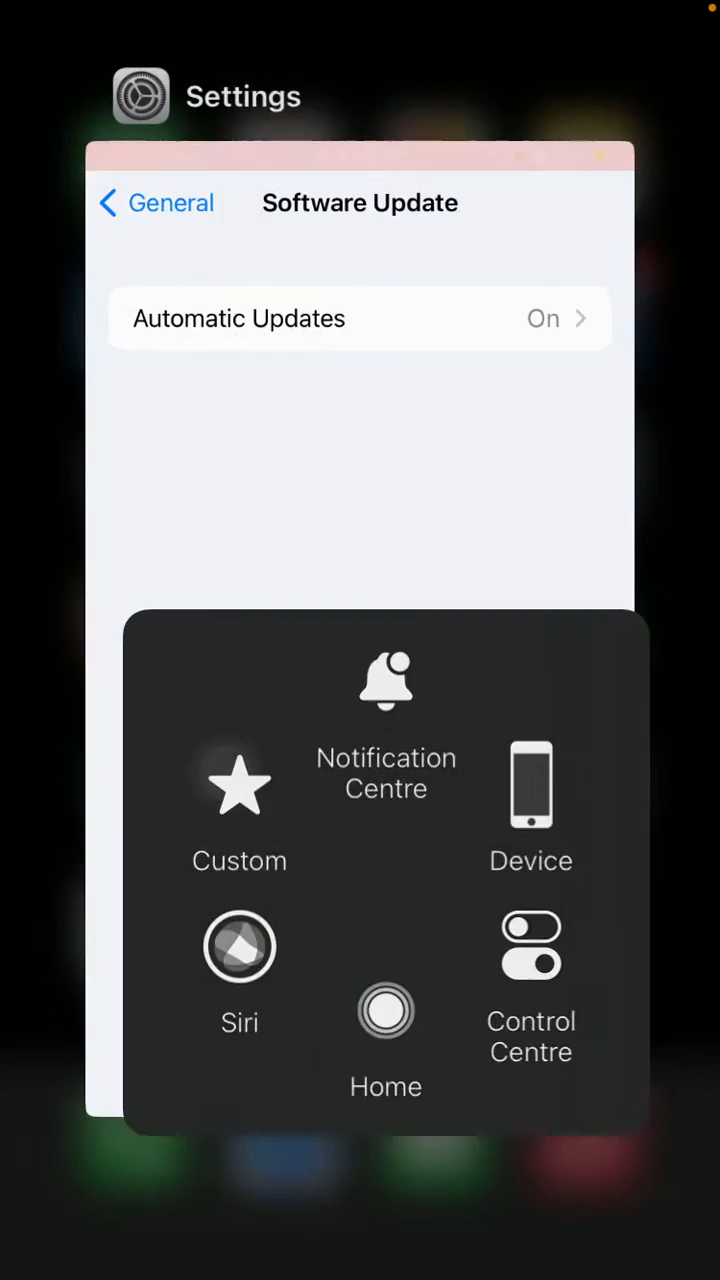 Settings
General
Software Update
Automatic Updates
On
Notification
Centre
Custom
Device
Siri
Control
Centre
Home